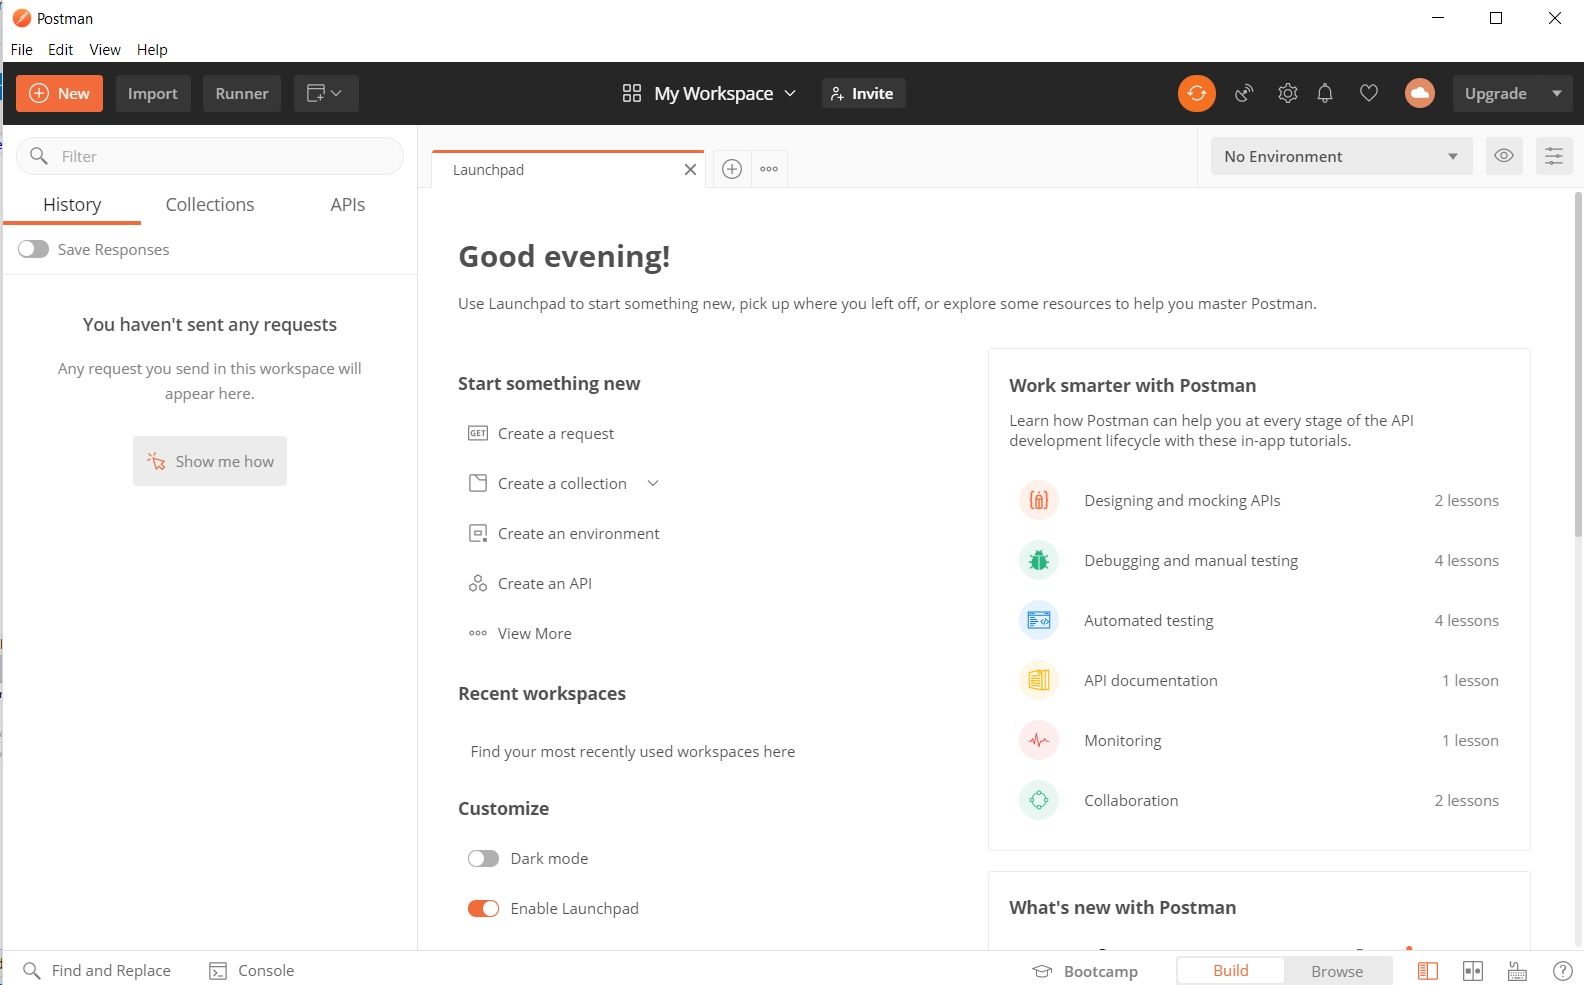 Postman
File Edit View Help
New Import Runner My Workspace Invite Upgrade
Filter
Launchpad
No Environment
History Collections APIs
Save Responses
You haven't sent any requests
Any request you send in this workspace will
appear here.
Show me how
Good evening!
Use Launchpad to start something new, pick up where you left off, or explore some resources to help you master Postman.
Start something new
GET Create a request
Create a collection
Create an environment
Create an API
View More
Recent workspaces
Find your most recently used workspaces here
Customize
Dark mode
Enable Launchpad
Work smarter with Postman
Learn how Postman can help you at every stage of the API
development lifecycle with these in-app tutorials.
Designing and mocking APIs 2 lessons
Debugging and manual testing 4 lessons
Automated testing 4 lessons
API documentation 1 lesson
Monitoring 1 lesson
Collaboration 2 lessons
What's new with Postman
Find and Replace Console Bootcamp Build Browse